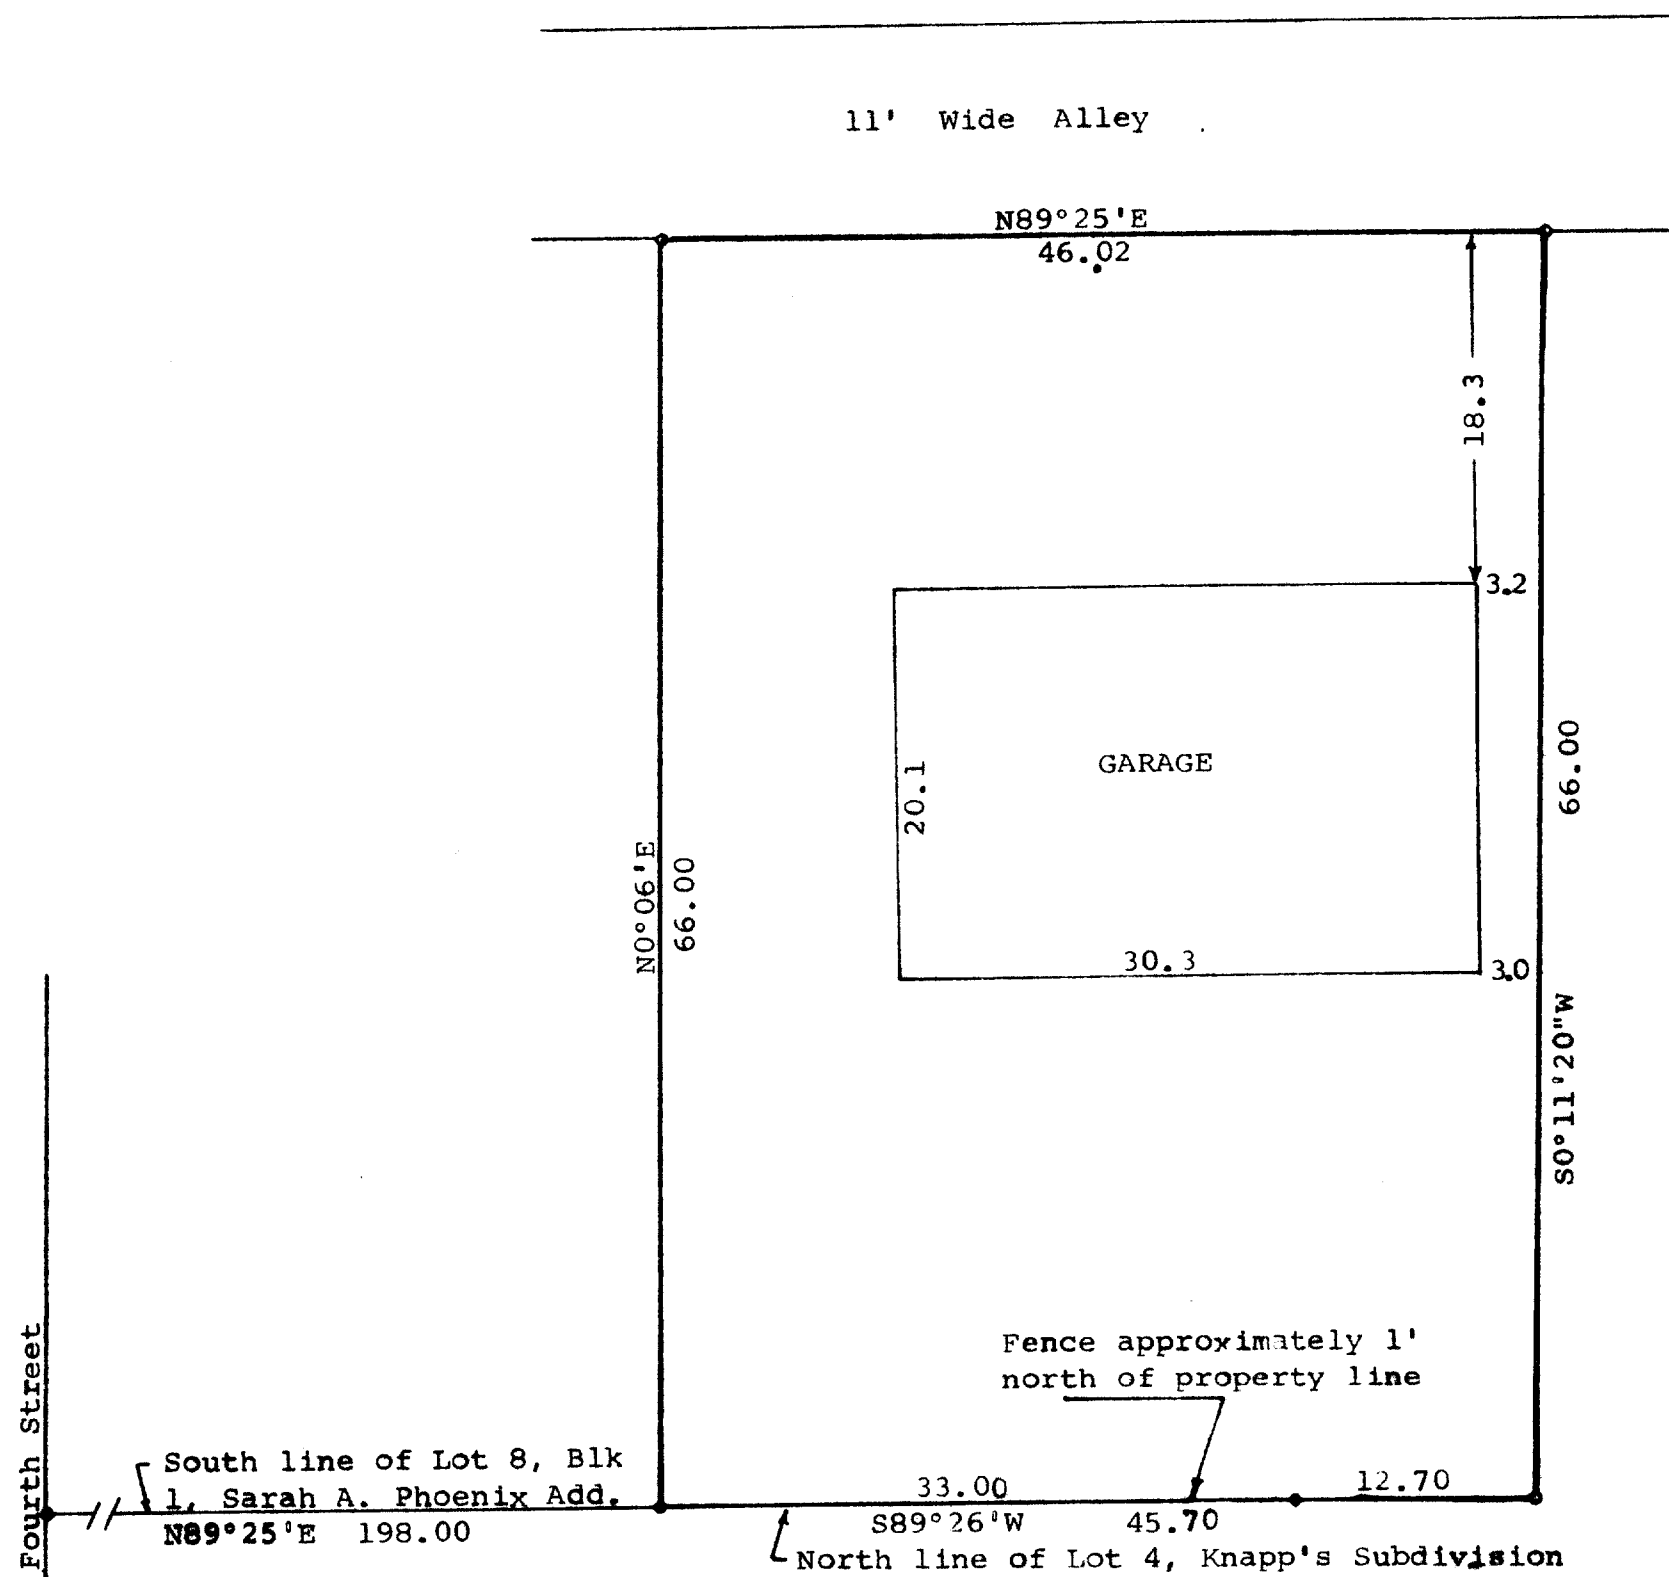 11' Wide Alley
N89°25'E
46.02
18.3
3.2
GARAGE
20.1
66.00
30.3
3.0
N0°06'E
66.00
S0°11'20"W
Fence approximately 1'
north of property line
Fourth Street
South line of Lot 8, Blk
1, Sarah A. Phoenix Add.
N89°25'E 198.00
33.00
12.70
S89°26'W 45.70
North line of Lot 4, Knapp's Subdivision